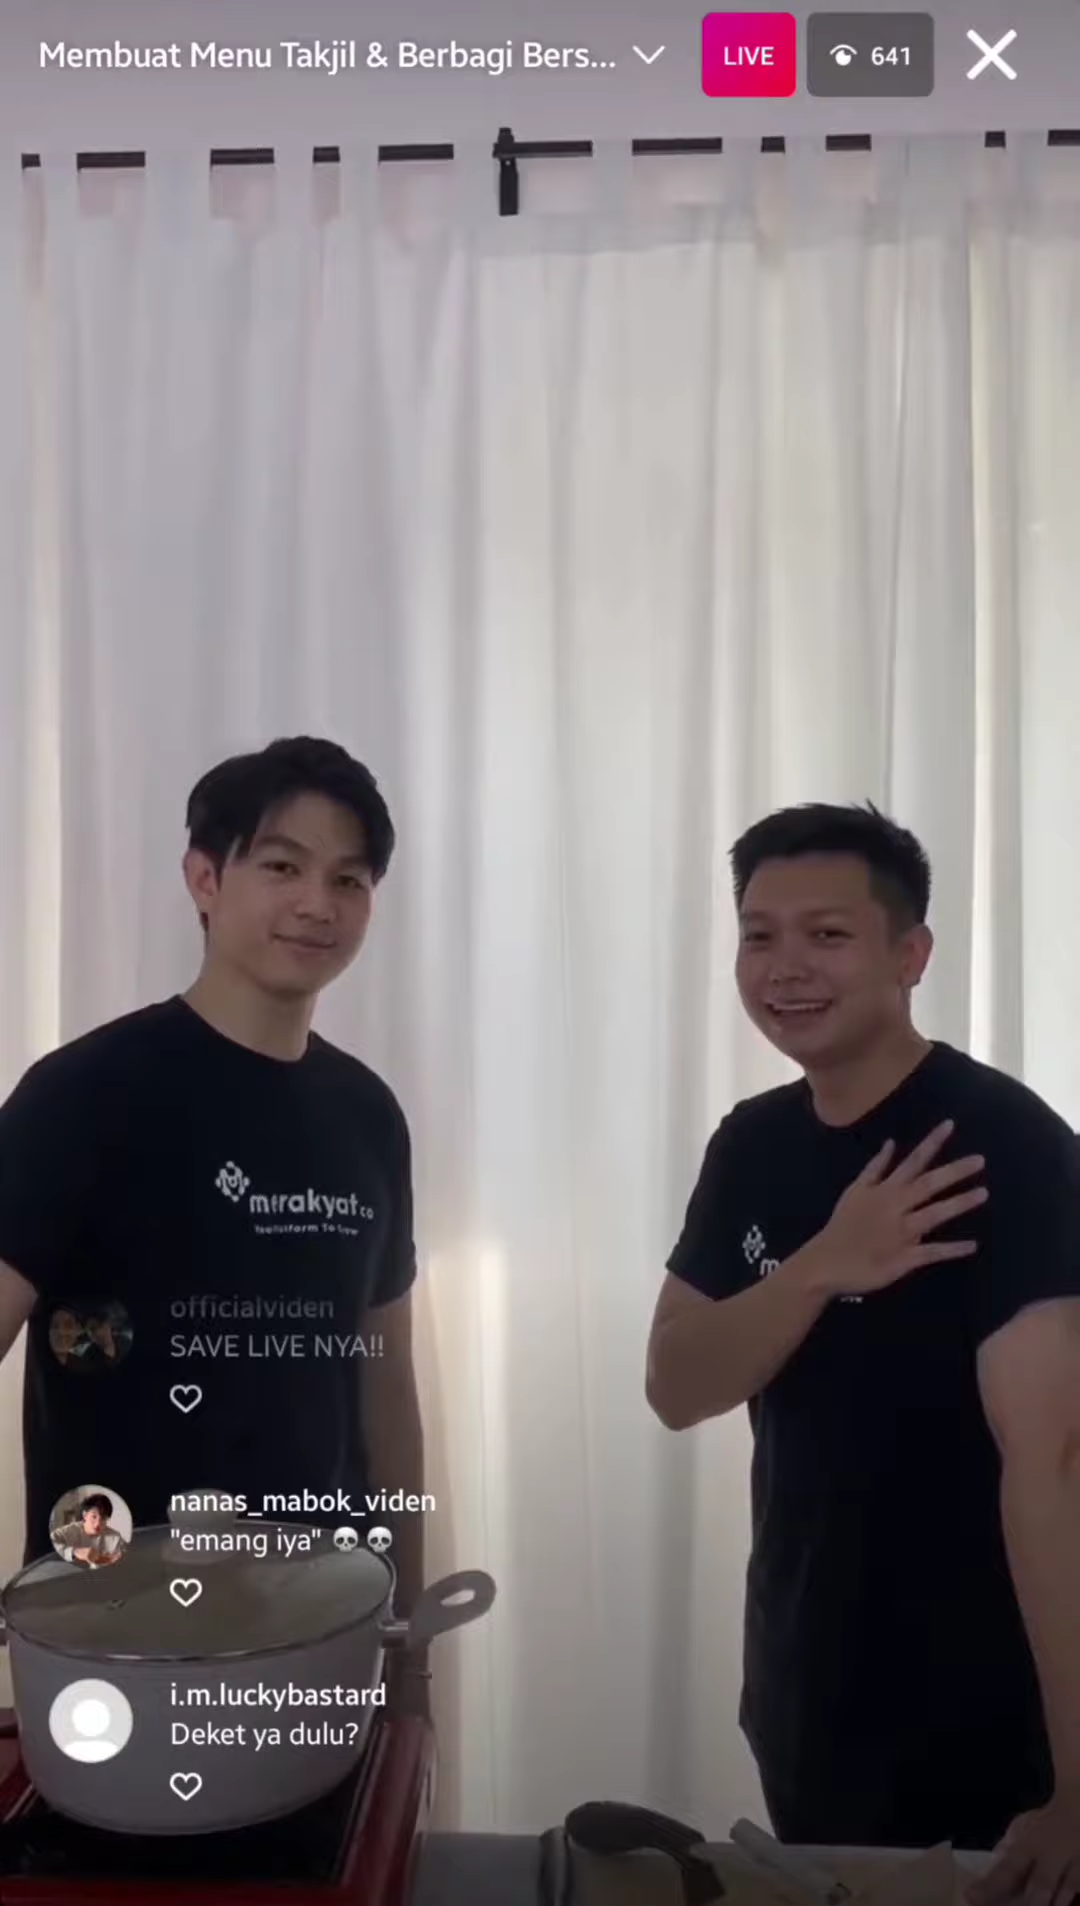 Membuat Menu Takjil & Berbagi Bers...
LIVE
641
merakyat co
officialviden
SAVE LIVE NYA!!
nanas_mabok_viden
"emang iya" 💀💀
i.m.luckybastard
Deket ya dulu?